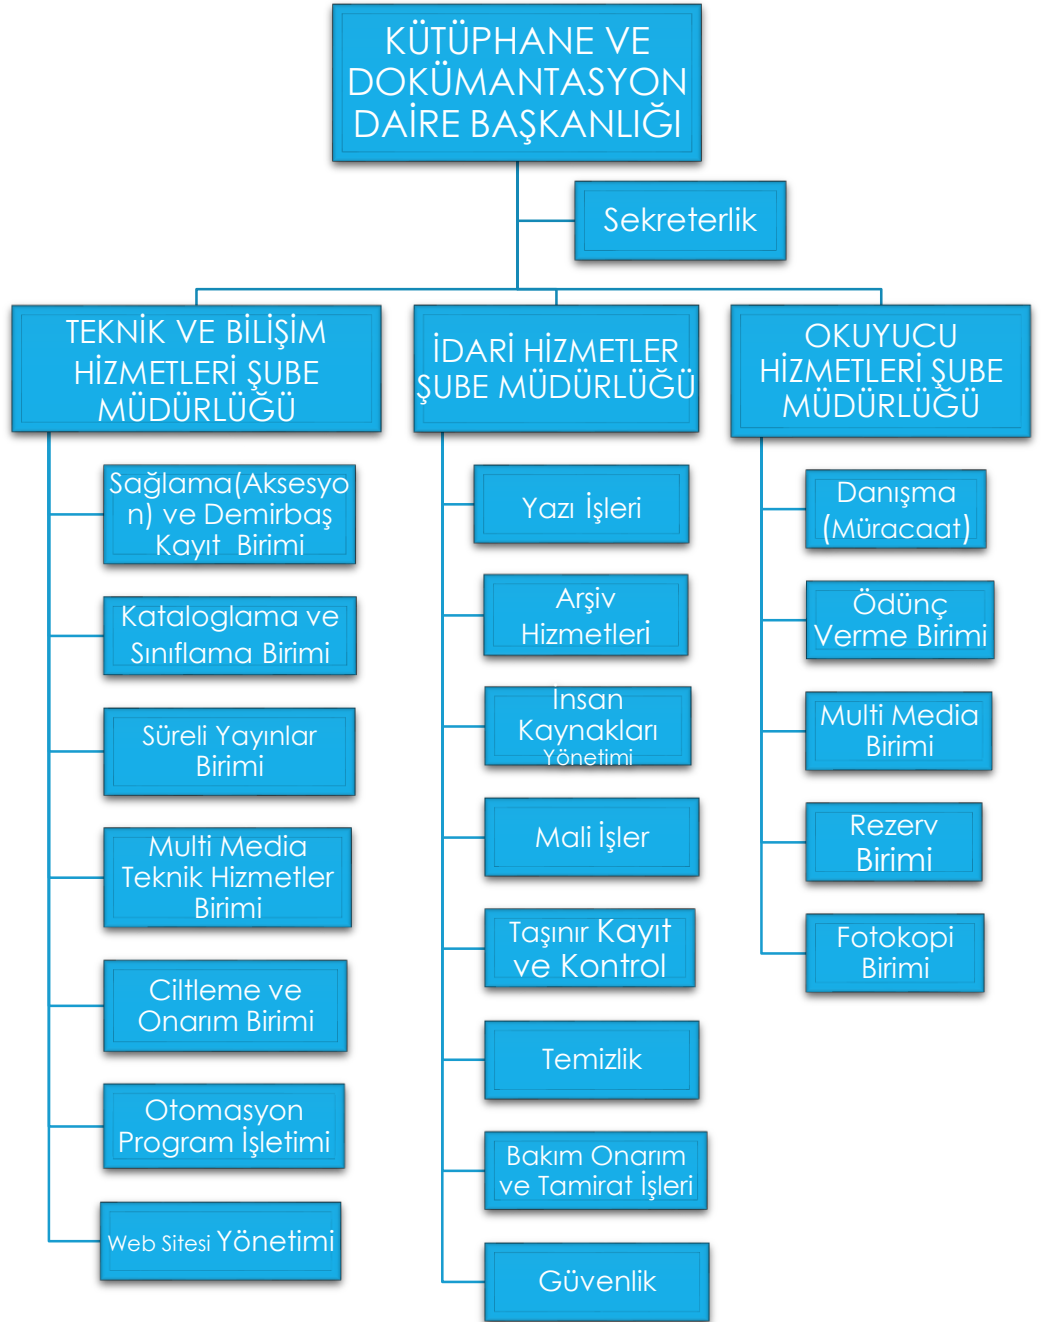 KÜTÜPHANE VE
DOKÜMANTASYON
DAİRE BAŞKANLIĞI
Sekreterlik
TEKNİK VE BİLİŞİM
HİZMETLERİ ŞUBE
MÜDÜRLÜĞÜ
Sağlama(Aksesyo
n) ve Demirbaş
Kayıt Birimi
Kataloglama ve
Sınıflama Birimi
Süreli Yayınlar
Birimi
Multi Media
Teknik Hizmetler
Birimi
Ciltleme ve
Onarım Birimi
Otomasyon
Program İşletimi
Web Sitesi Yönetimi
İDARİ HİZMETLER
ŞUBE MÜDÜRLÜĞÜ
Yazı İşleri
Arşiv
Hizmetleri
İnsan
Kaynakları
Yönetimi
Mali İşler
Taşınır Kayıt
ve Kontrol
Temizlik
Bakım Onarım
ve Tamirat İşleri
Güvenlik
OKUYUCU
HİZMETLERİ ŞUBE
MÜDÜRLÜĞÜ
Danışma
(Müracaat)
Ödünç
Verme Birimi
Multi Media
Birimi
Rezerv
Birimi
Fotokopi
Birimi